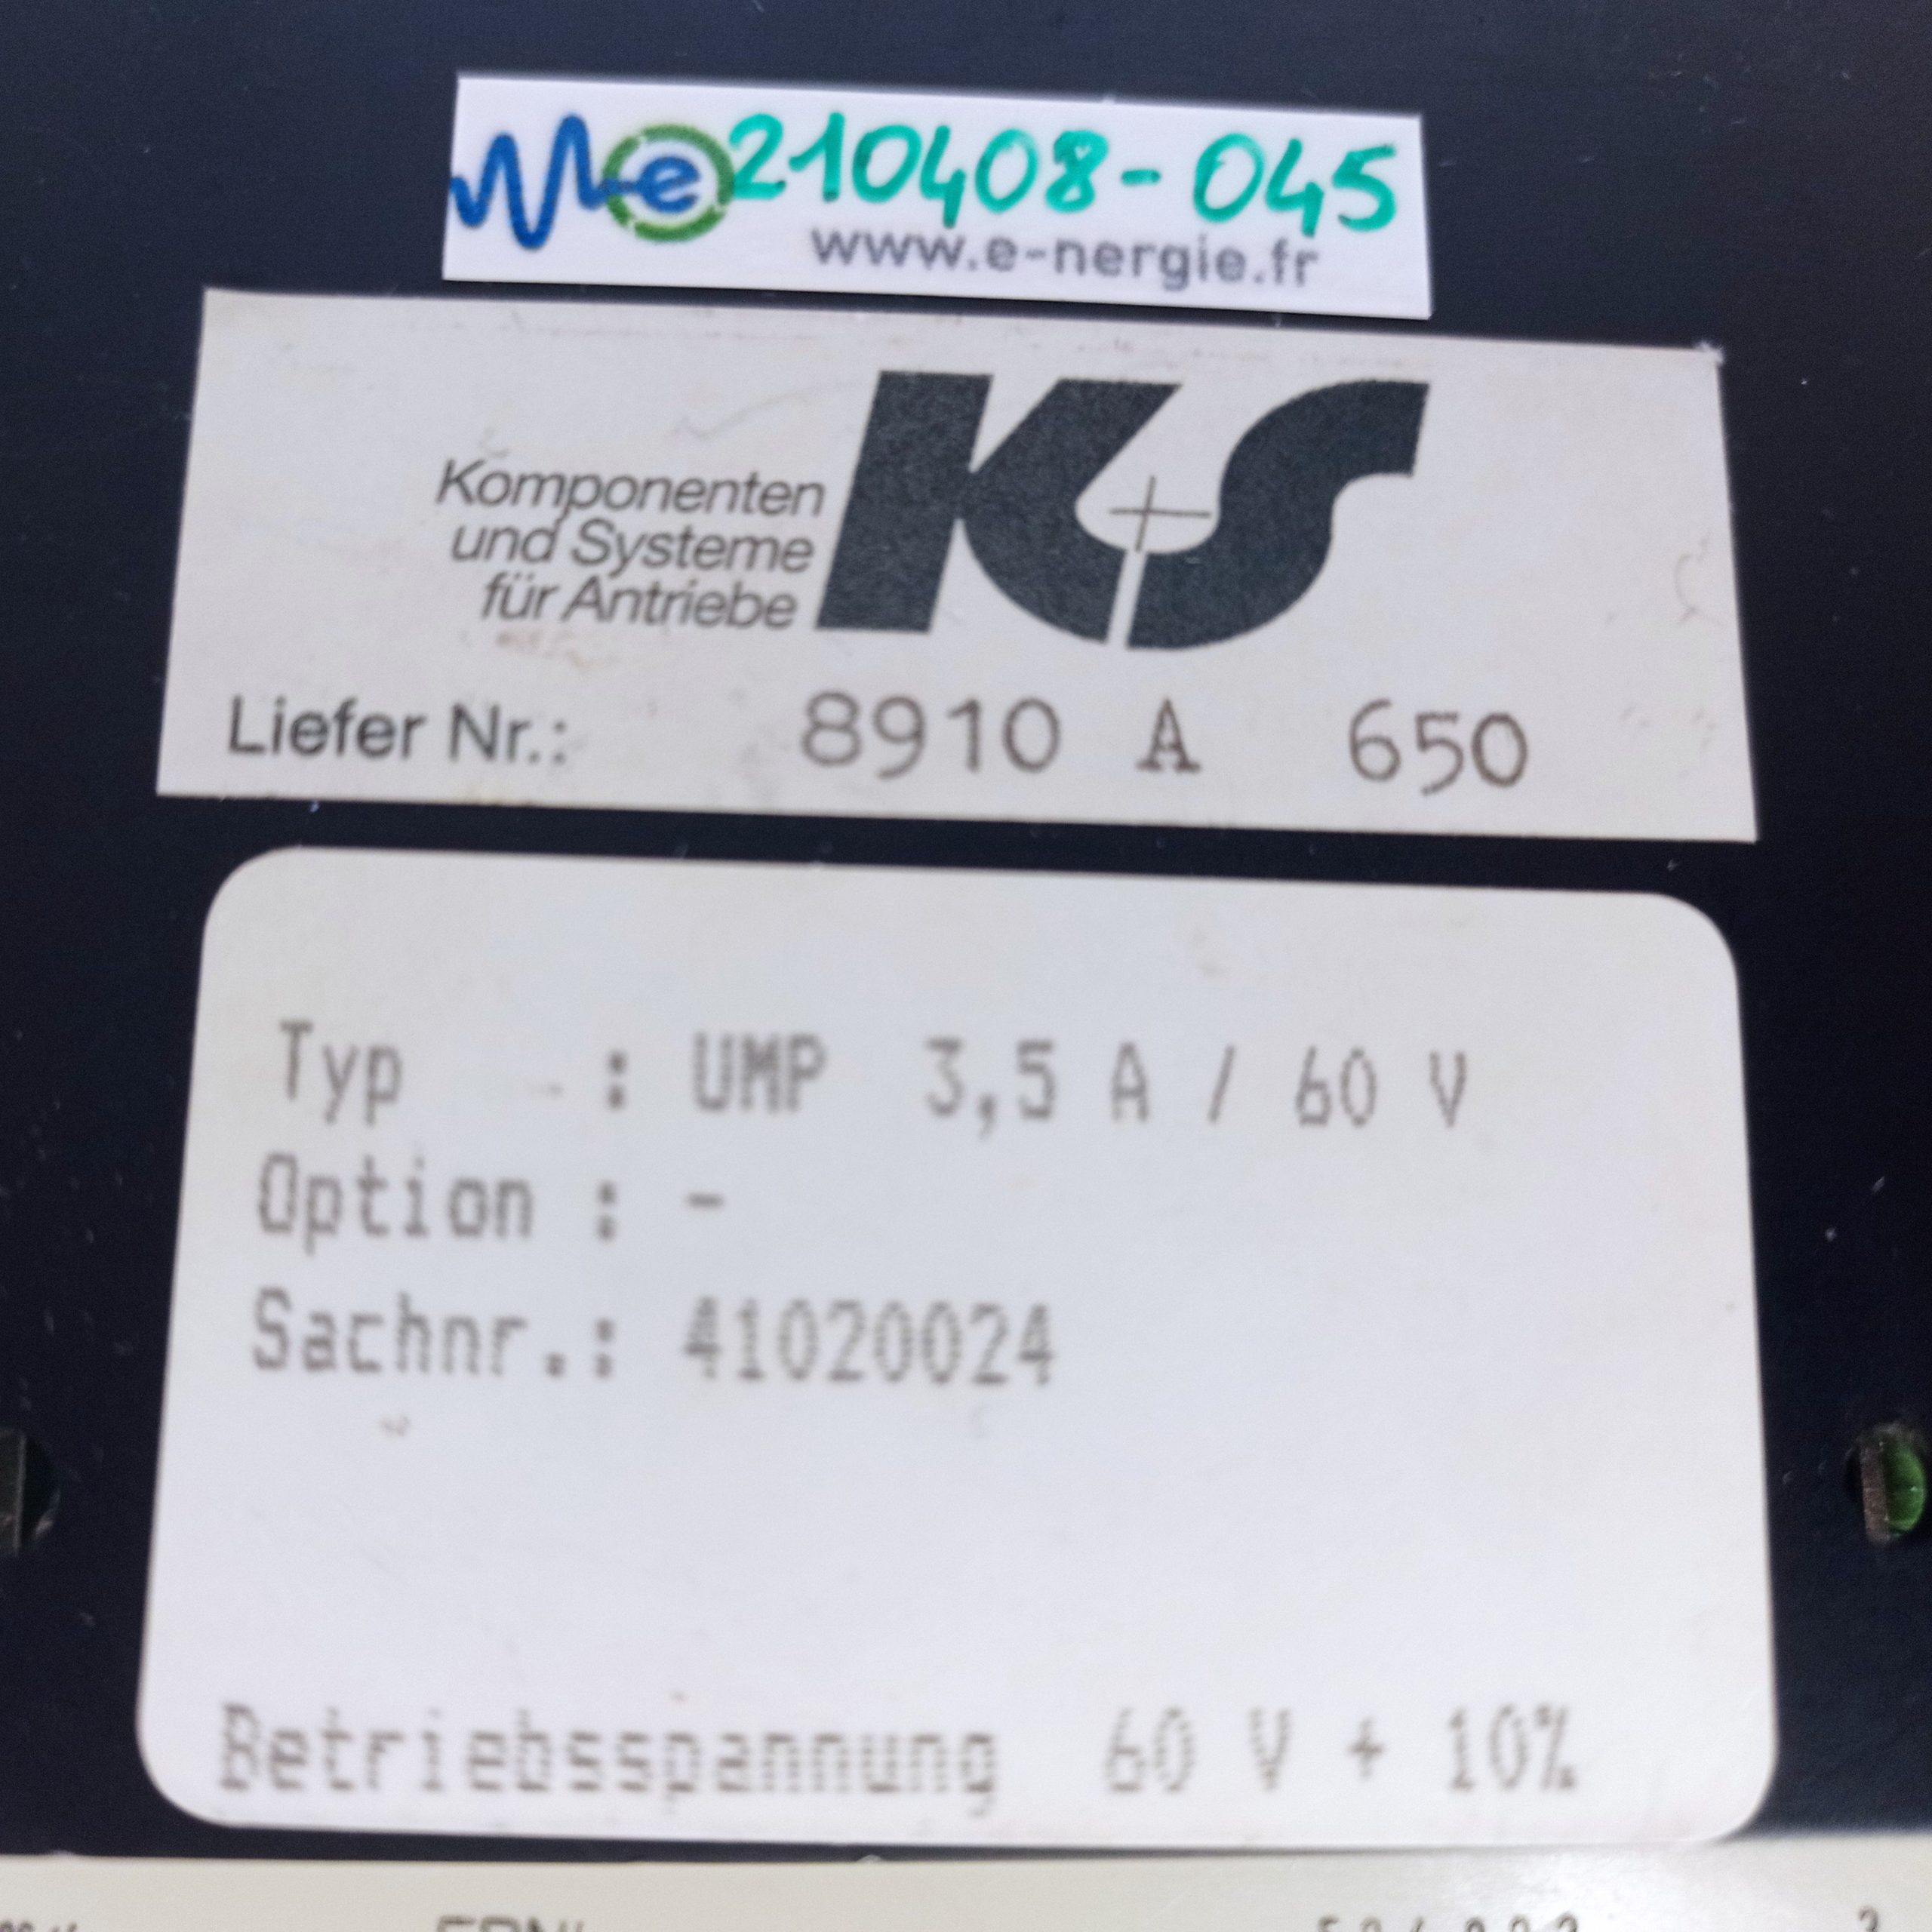 e 210408-045
www.e-nergie.fr
Komponenten
und Systeme
für Antriebe
K+S
Liefer Nr.: 8910 A 650
Typ : UMP 3,5 A / 60 V
Option : -
Sachnr.: 41020024
Betriebsspannung 60 V + 10%